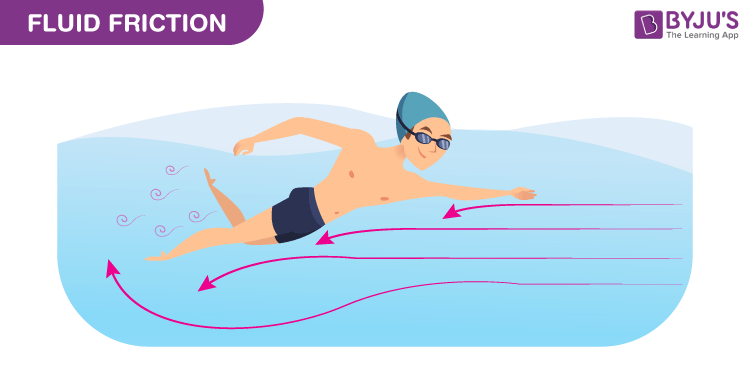 FLUID FRICTION
BYJU'S
The Learning App